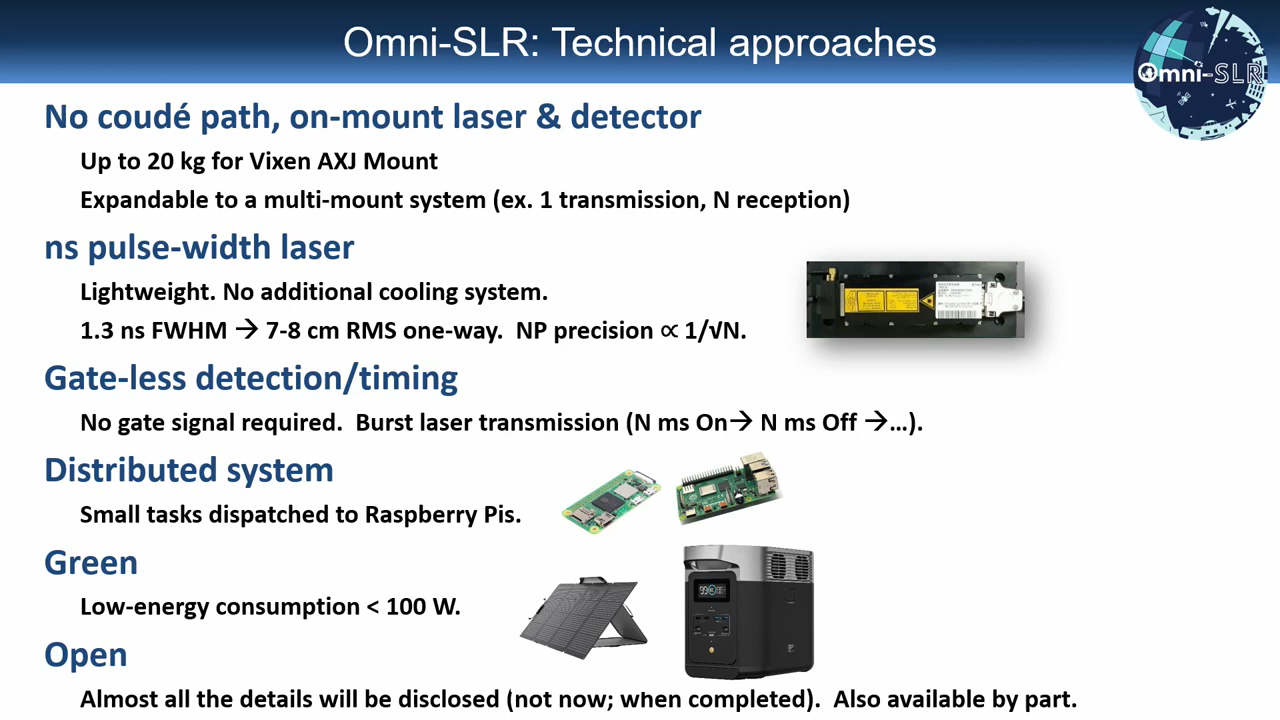 Omni-SLR: Technical approaches
Omni-SLR
No coudé path, on-mount laser & detector
Up to 20 kg for Vixen AXJ Mount
Expandable to a multi-mount system (ex. 1 transmission, N reception)
ns pulse-width laser
Lightweight. No additional cooling system.
1.3 ns FWHM → 7-8 cm RMS one-way. NP precision ∝ 1/√N.
Gate-less detection/timing
No gate signal required. Burst laser transmission (N ms On→ N ms Off →…).
Distributed system
Small tasks dispatched to Raspberry Pis.
Green
Low-energy consumption < 100 W.
Open
Almost all the details will be disclosed (not now; when completed). Also available by part.